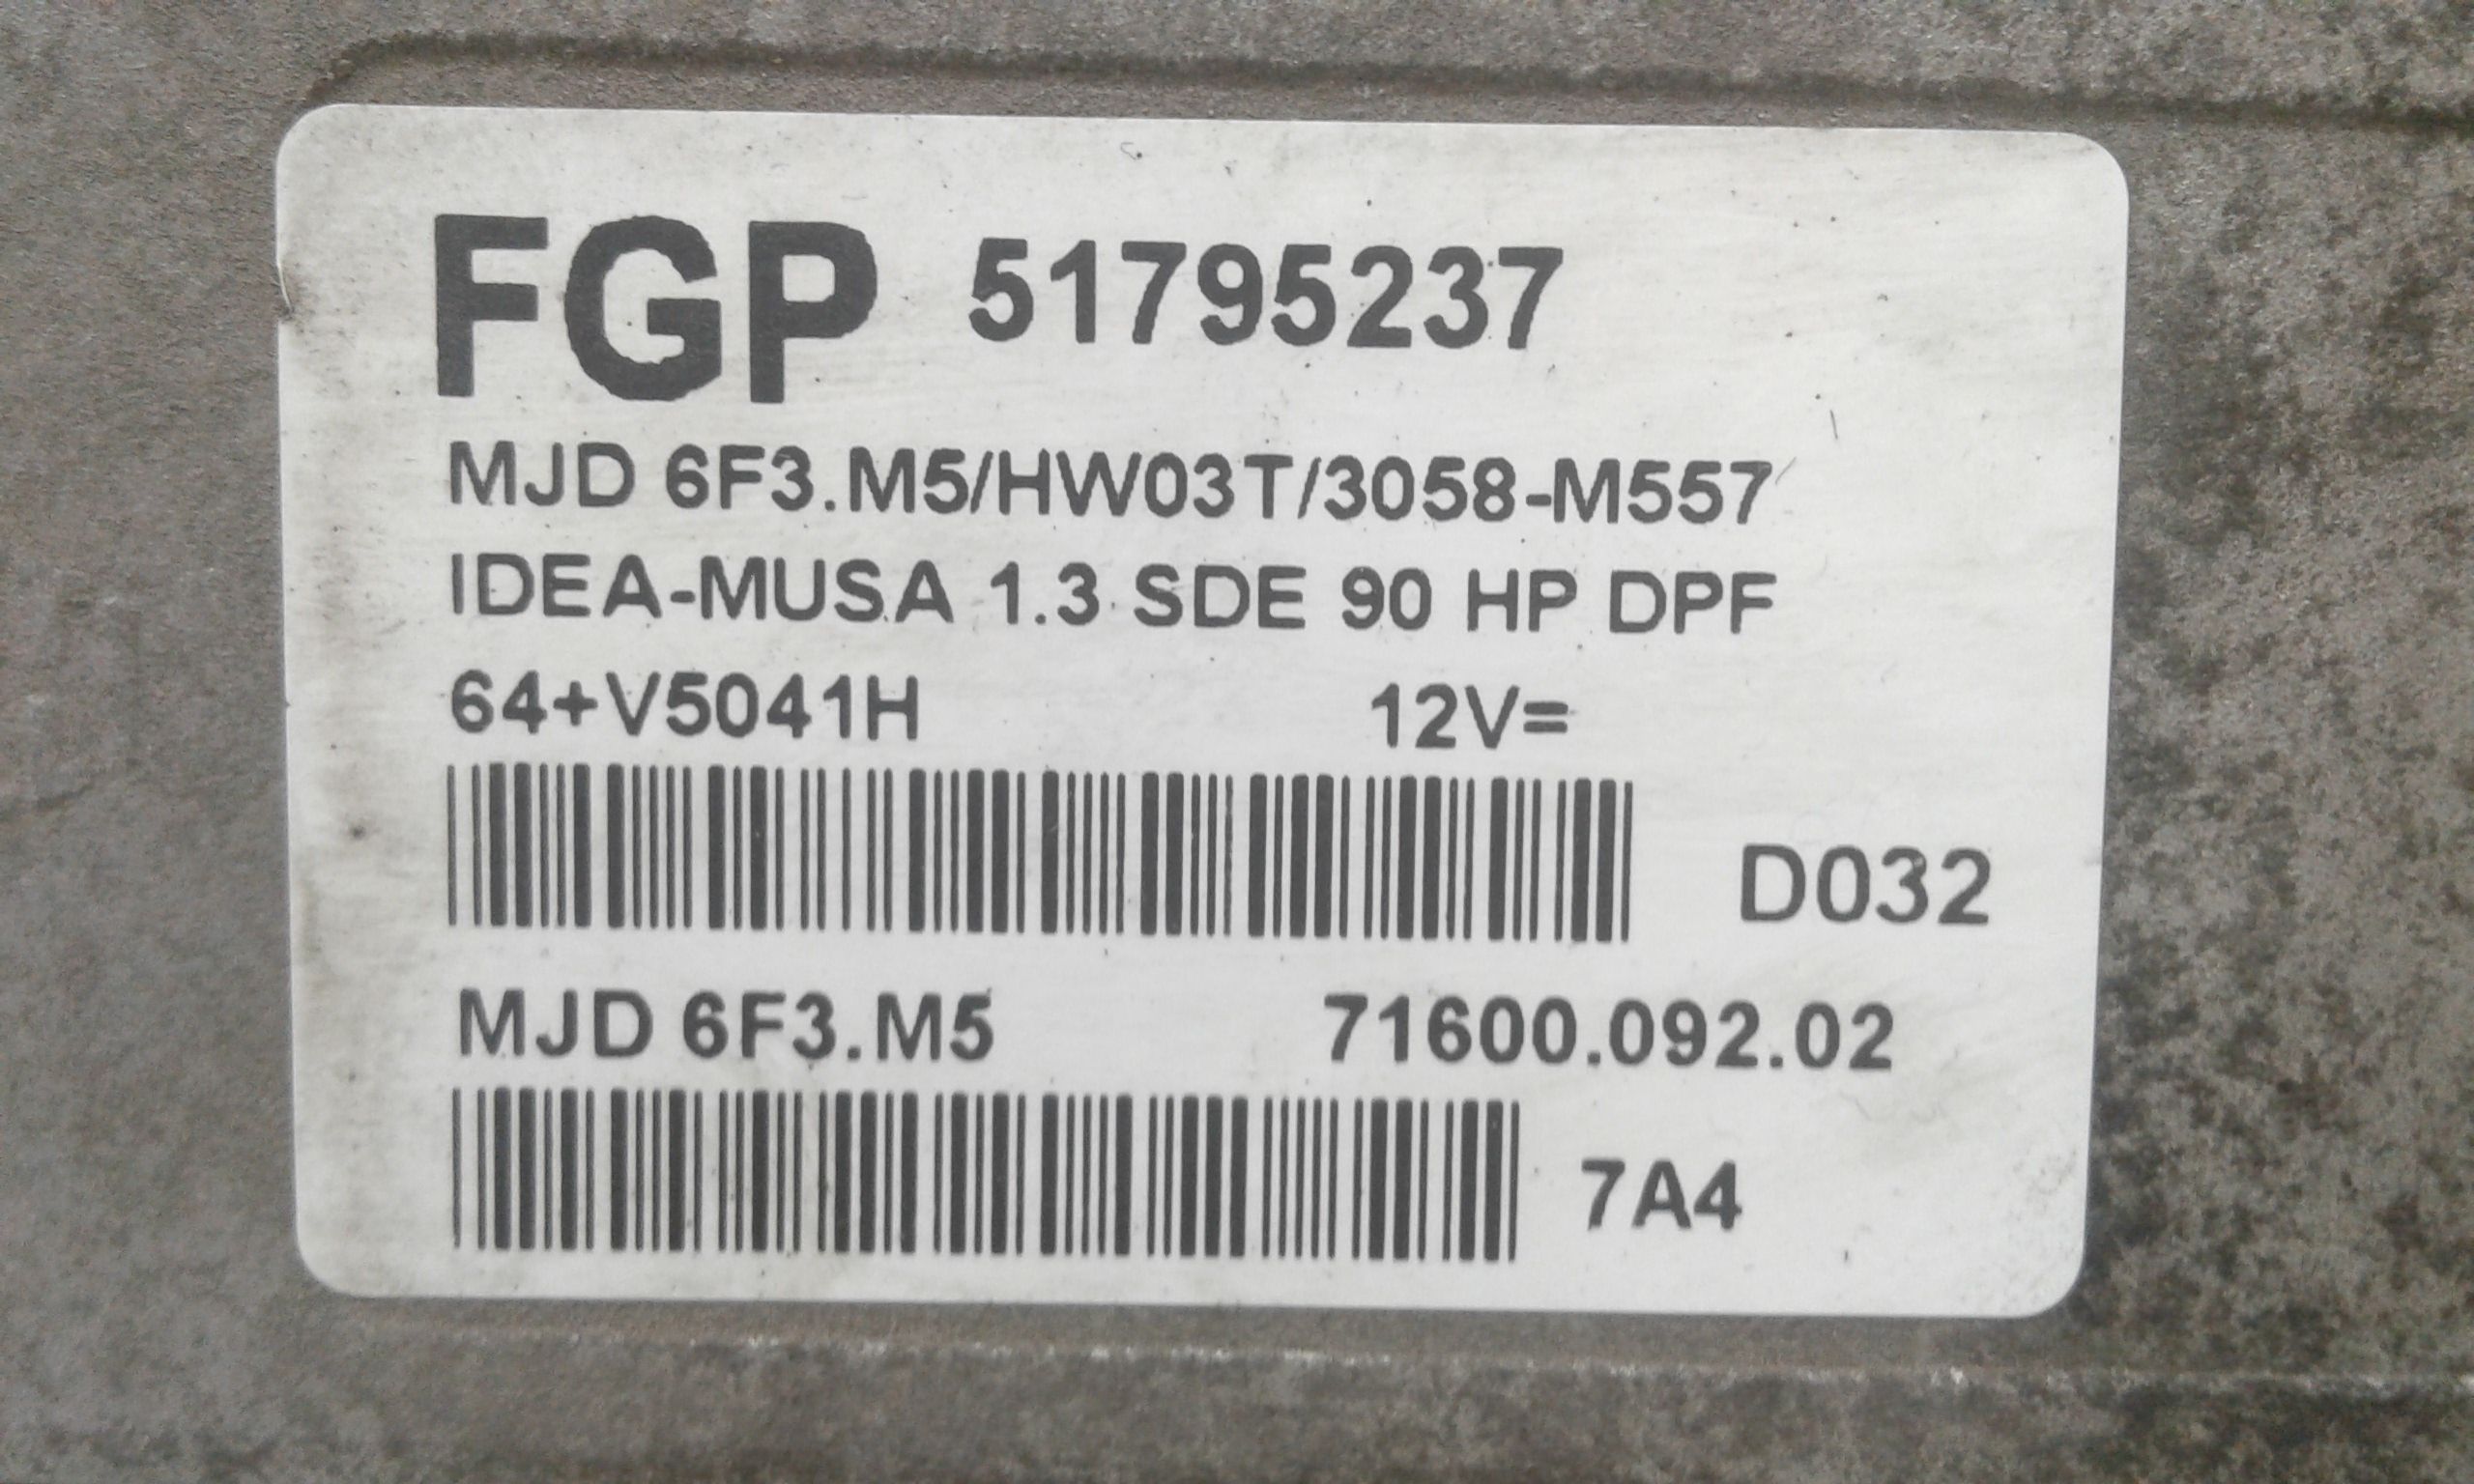 FGP 51795237
MJD 6F3.M5/HW03T/3058-M557
IDEA-MUSA 1.3 SDE 90 HP DPF
64+V5041H 12V=
D032
MJD 6F3.M5 71600.092.02
7A4